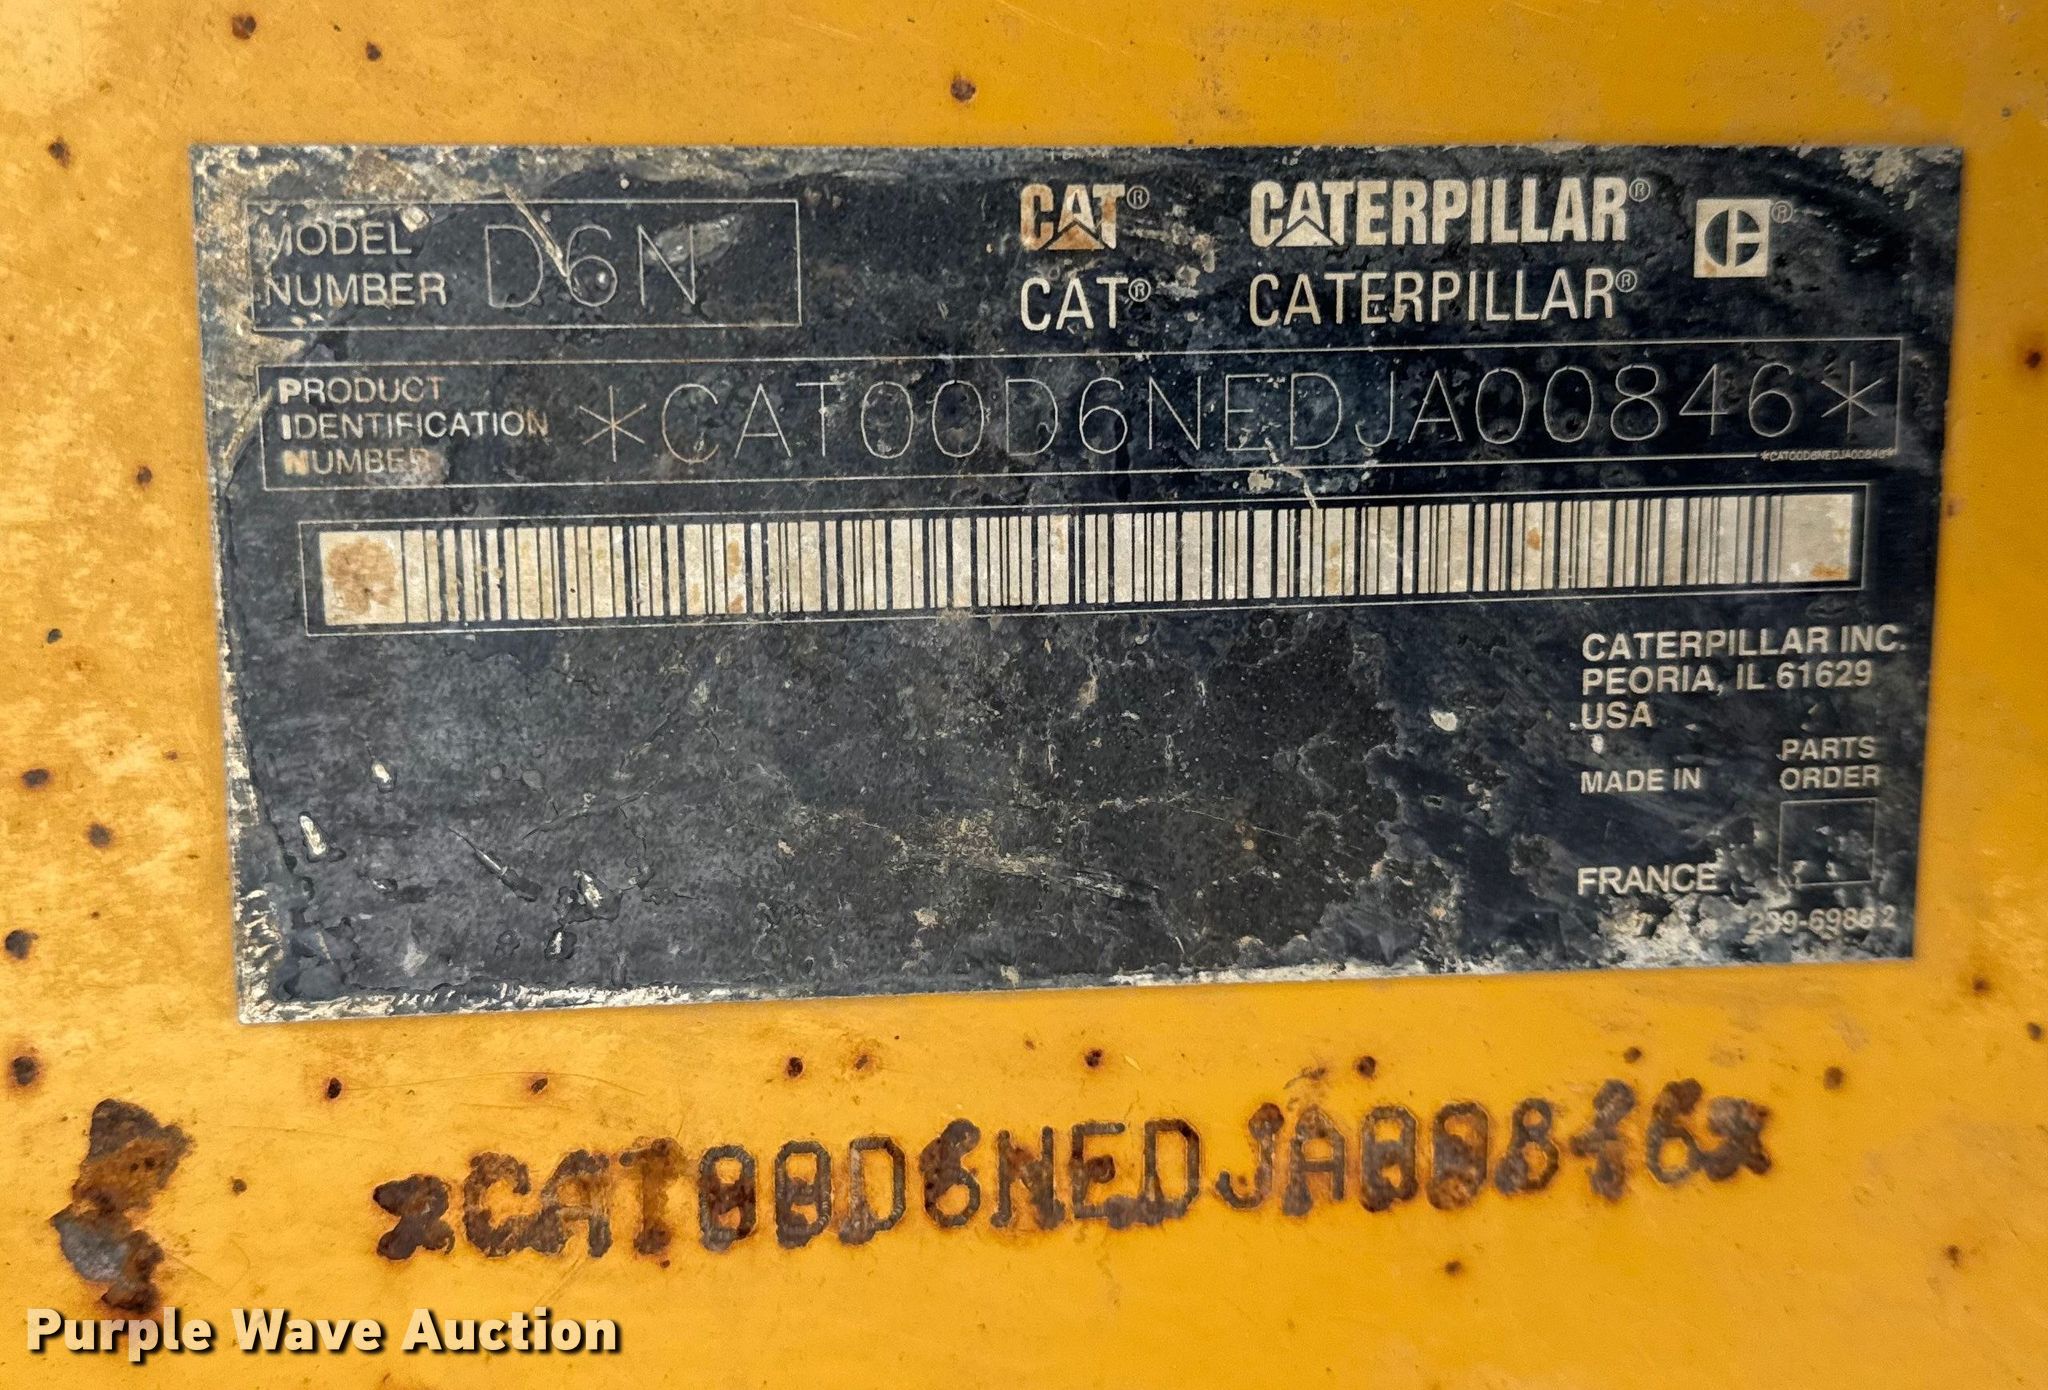 MODEL
NUMBER D6N
CAT® CATERPILLAR®
CAT® CATERPILLAR®
PRODUCT
IDENTIFICATION
NUMBER
*CAT00D6NEDJA00846*
*CAT00D6NEDJA00846*
CATERPILLAR INC.
PEORIA, IL 61629
USA
MADE IN
PARTS
ORDER
FRANCE
*CAT00D6NEDJA00846*
Purple Wave Auction